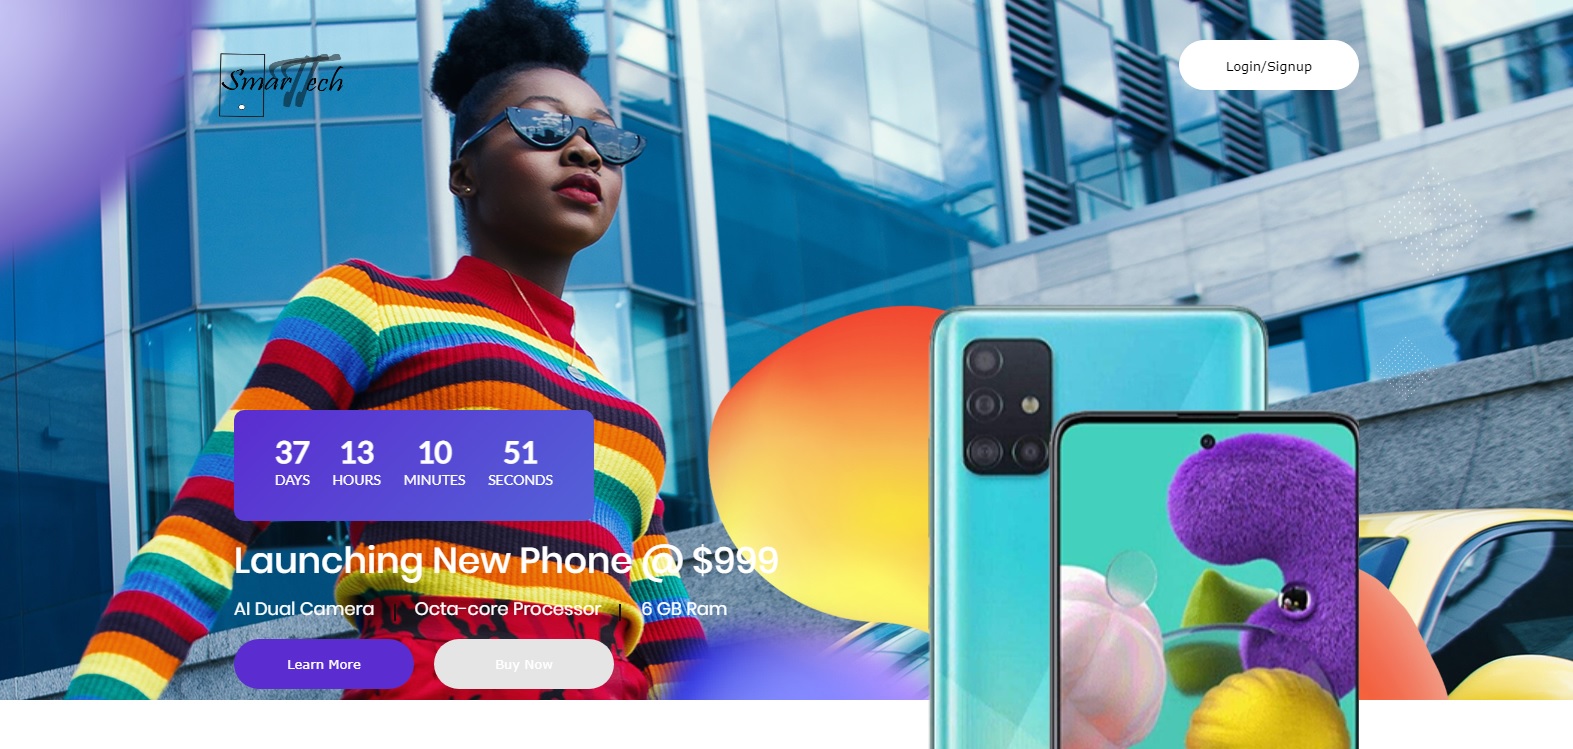 SmarTTech
Login/Signup
37 13 10 51
DAYS HOURS MINUTES SECONDS
Launching New Phone @ $999
AI Dual Camera | Octa-core Processor | 6 GB Ram
Learn More Buy Now